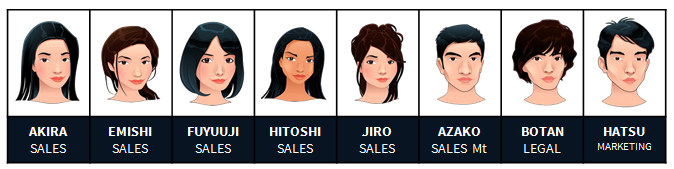 AKIRA
SALES
EMISHI
SALES
FUYUUJI
SALES
HITOSHI
SALES
JIRO
SALES
AZAKO
SALES Mt
BOTAN
LEGAL
HATSU
MARKETING